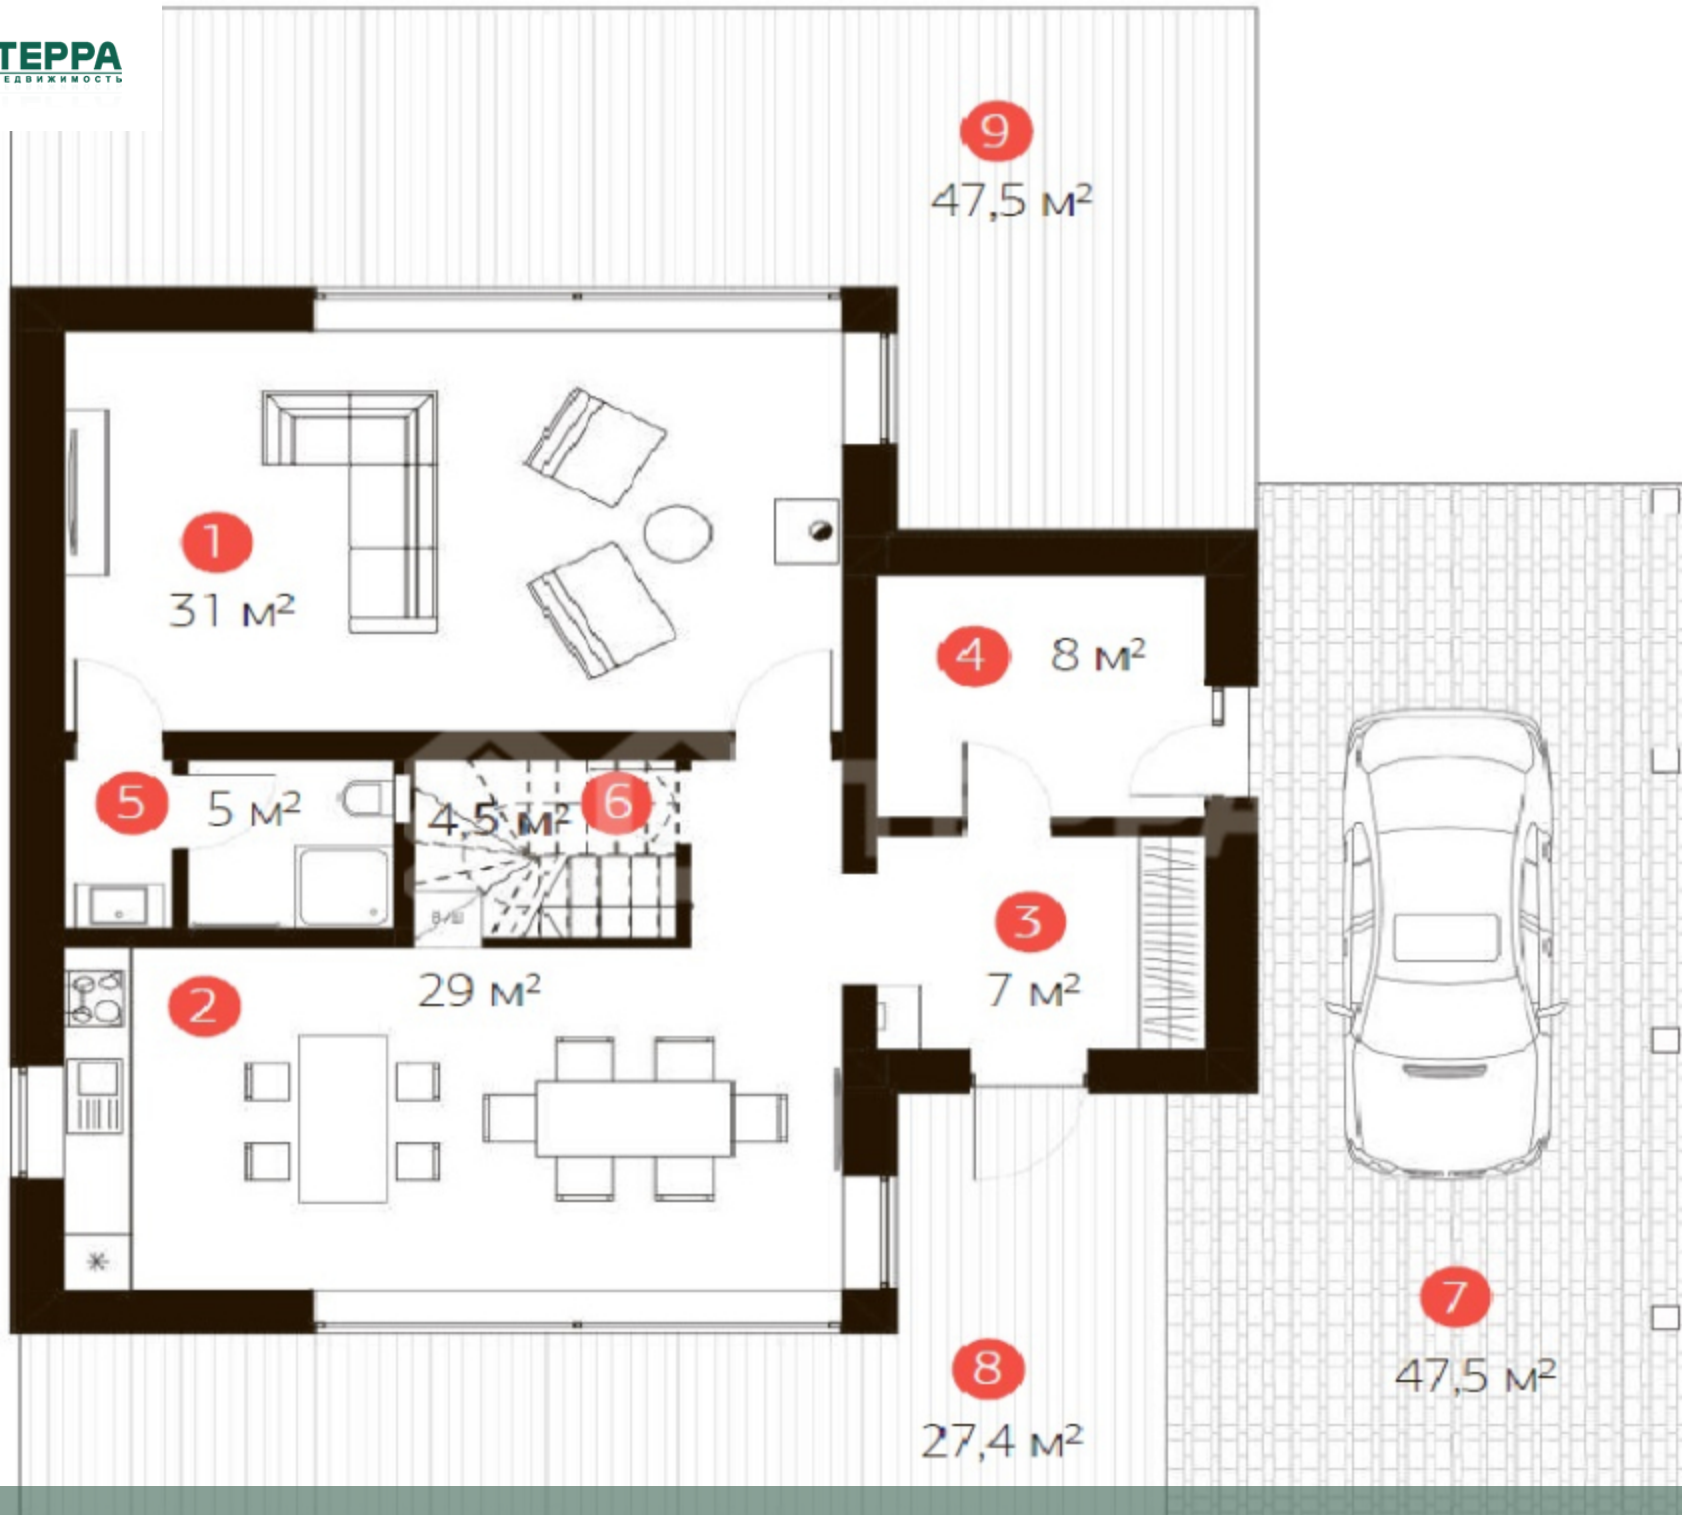 ТЕРРА
НЕДВИЖИМОСТЬ
9
47,5 м²
1
31 м²
4 8 м²
5 5 м²
4,5 м² 6
В/Ш
3
7 м²
2 29 м²
7
47,5 м²
8
27,4 м²
ТЕРРА